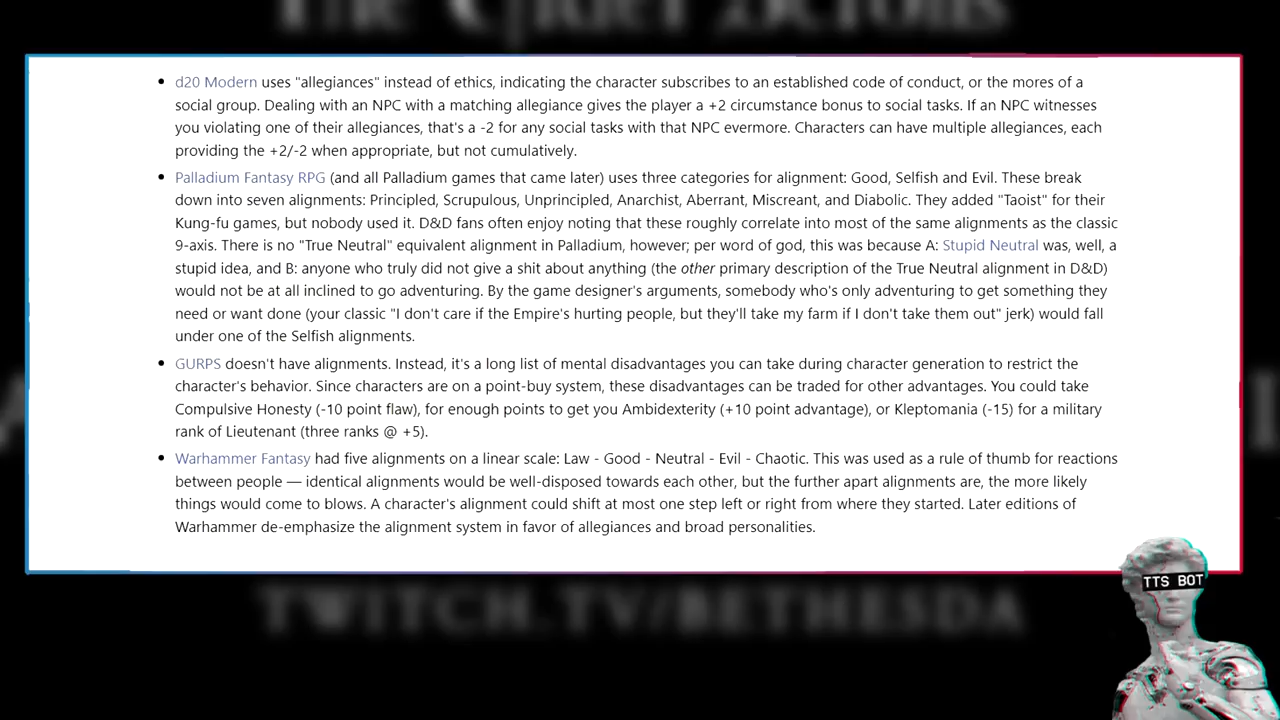 The Elder Scrolls
d20 Modern uses "allegiances" instead of ethics, indicating the character subscribes to an established code of conduct, or the mores of a
social group. Dealing with an NPC with a matching allegiance gives the player a +2 circumstance bonus to social tasks. If an NPC witnesses
you violating one of their allegiances, that's a -2 for any social tasks with that NPC evermore. Characters can have multiple allegiances, each
providing the +2/-2 when appropriate, but not cumulatively.
Palladium Fantasy RPG (and all Palladium games that came later) uses three categories for alignment: Good, Selfish and Evil. These break
down into seven alignments: Principled, Scrupulous, Unprincipled, Anarchist, Aberrant, Miscreant, and Diabolic. They added "Taoist" for their
Kung-fu games, but nobody used it. D&D fans often enjoy noting that these roughly correlate into most of the same alignments as the classic
9-axis. There is no "True Neutral" equivalent alignment in Palladium, however; per word of god, this was because A: Stupid Neutral was, well, a
stupid idea, and B: anyone who truly did not give a shit about anything (the other primary description of the True Neutral alignment in D&D)
would not be at all inclined to go adventuring. By the game designer's arguments, somebody who's only adventuring to get something they
need or want done (your classic "I don't care if the Empire's hurting people, but they'll take my farm if I don't take them out" jerk) would fall
under one of the Selfish alignments.
GURPS doesn't have alignments. Instead, it's a long list of mental disadvantages you can take during character generation to restrict the
character's behavior. Since characters are on a point-buy system, these disadvantages can be traded for other advantages. You could take
Compulsive Honesty (-10 point flaw), for enough points to get you Ambidexterity (+10 point advantage), or Kleptomania (-15) for a military
rank of Lieutenant (three ranks @ +5).
Warhammer Fantasy had five alignments on a linear scale: Law - Good - Neutral - Evil - Chaotic. This was used as a rule of thumb for reactions
between people — identical alignments would be well-disposed towards each other, but the further apart alignments are, the more likely
things would come to blows. A character's alignment could shift at most one step left or right from where they started. Later editions of
Warhammer de-emphasize the alignment system in favor of allegiances and broad personalities.
TTS BOT
TWITCH.TV/BETHESDA